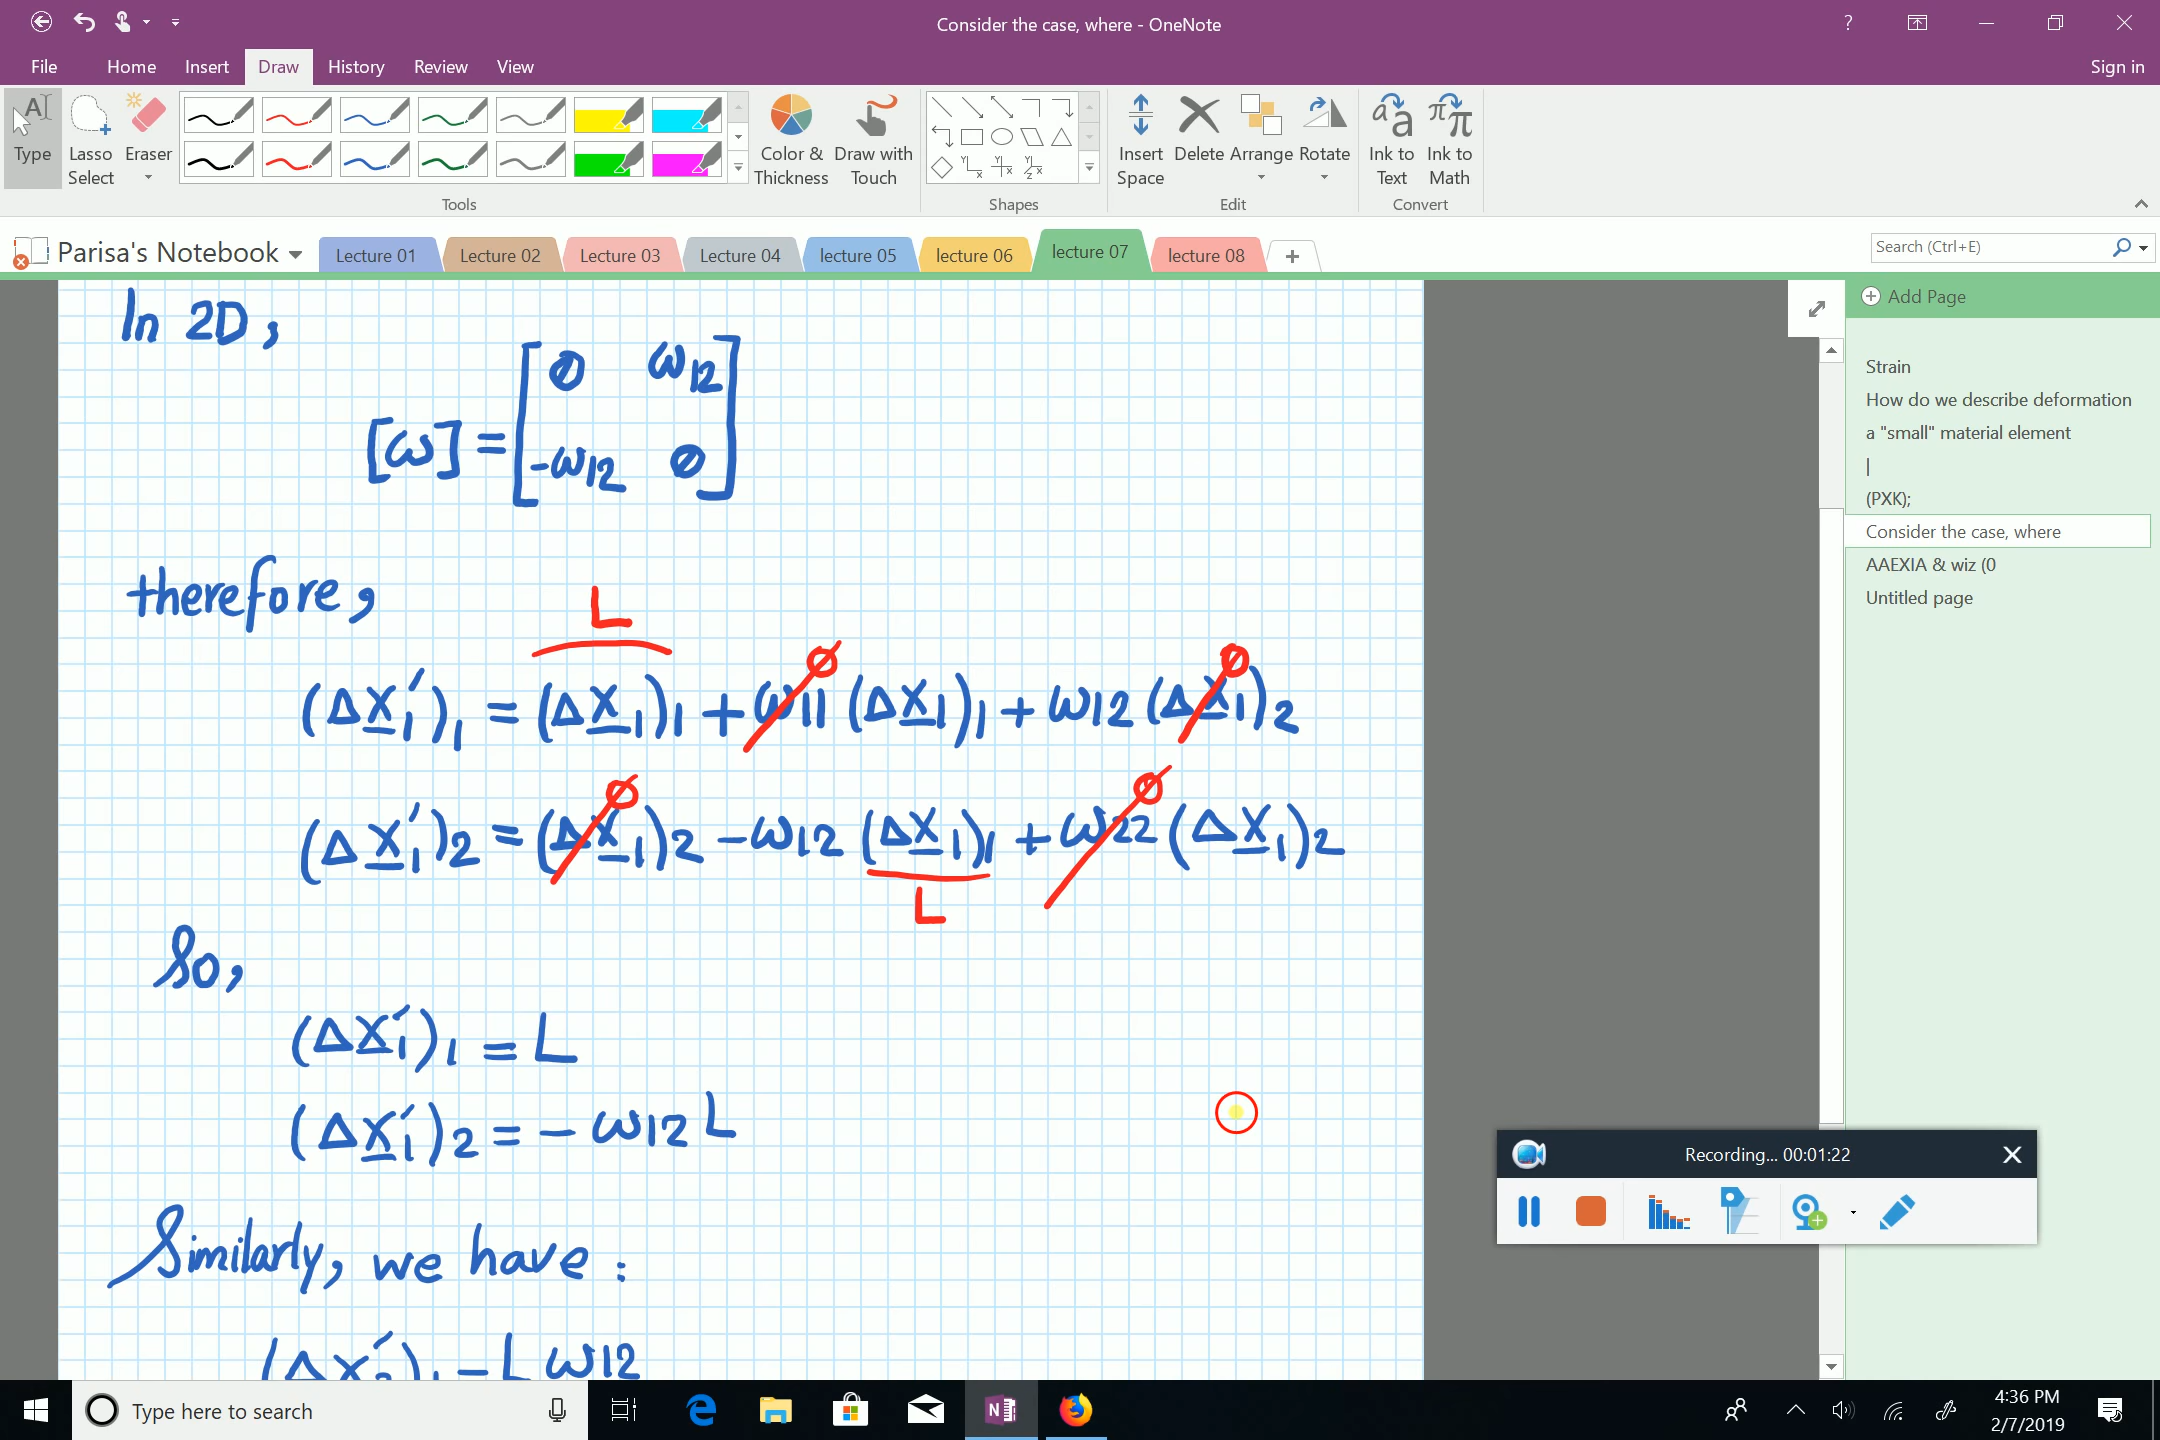 Consider the case, where - OneNote
?
File Home Insert Draw History Review View
Sign in
Type
Lasso Select
Eraser
Color & Thickness
Draw with Touch
Insert Space
Delete
Arrange
Rotate
Ink to Text
Ink to Math
Tools
Shapes
Edit
Convert
Parisa's Notebook
Lecture 01
Lecture 02
Lecture 03
Lecture 04
lecture 05
lecture 06
lecture 07
lecture 08
Search (Ctrl+E)
Add Page
Strain
How do we describe deformation
a "small" material element
|
(PXK);
Consider the case, where
AAEXIA & wiz (0
Untitled page
In 2D,
[ω] = [0 ω12
-ω12 0]
therefore,
L
0 0
(ΔX₁′)₁ = (ΔX₁)₁ + ω11 (ΔX₁)₁ + ω12 (ΔX₁)₂
0 0
(ΔX₁′)₂ = (ΔX₁)₂ - ω12 (ΔX₁)₁ + ω22 (ΔX₁)₂
L
So,
(ΔX₁′)₁ = L
(ΔX₁′)₂ = - ω12 L
Similarly, we have:
(ΔX₂′)₁ = L ω12
Recording... 00:01:22
Type here to search
4:36 PM
2/7/2019